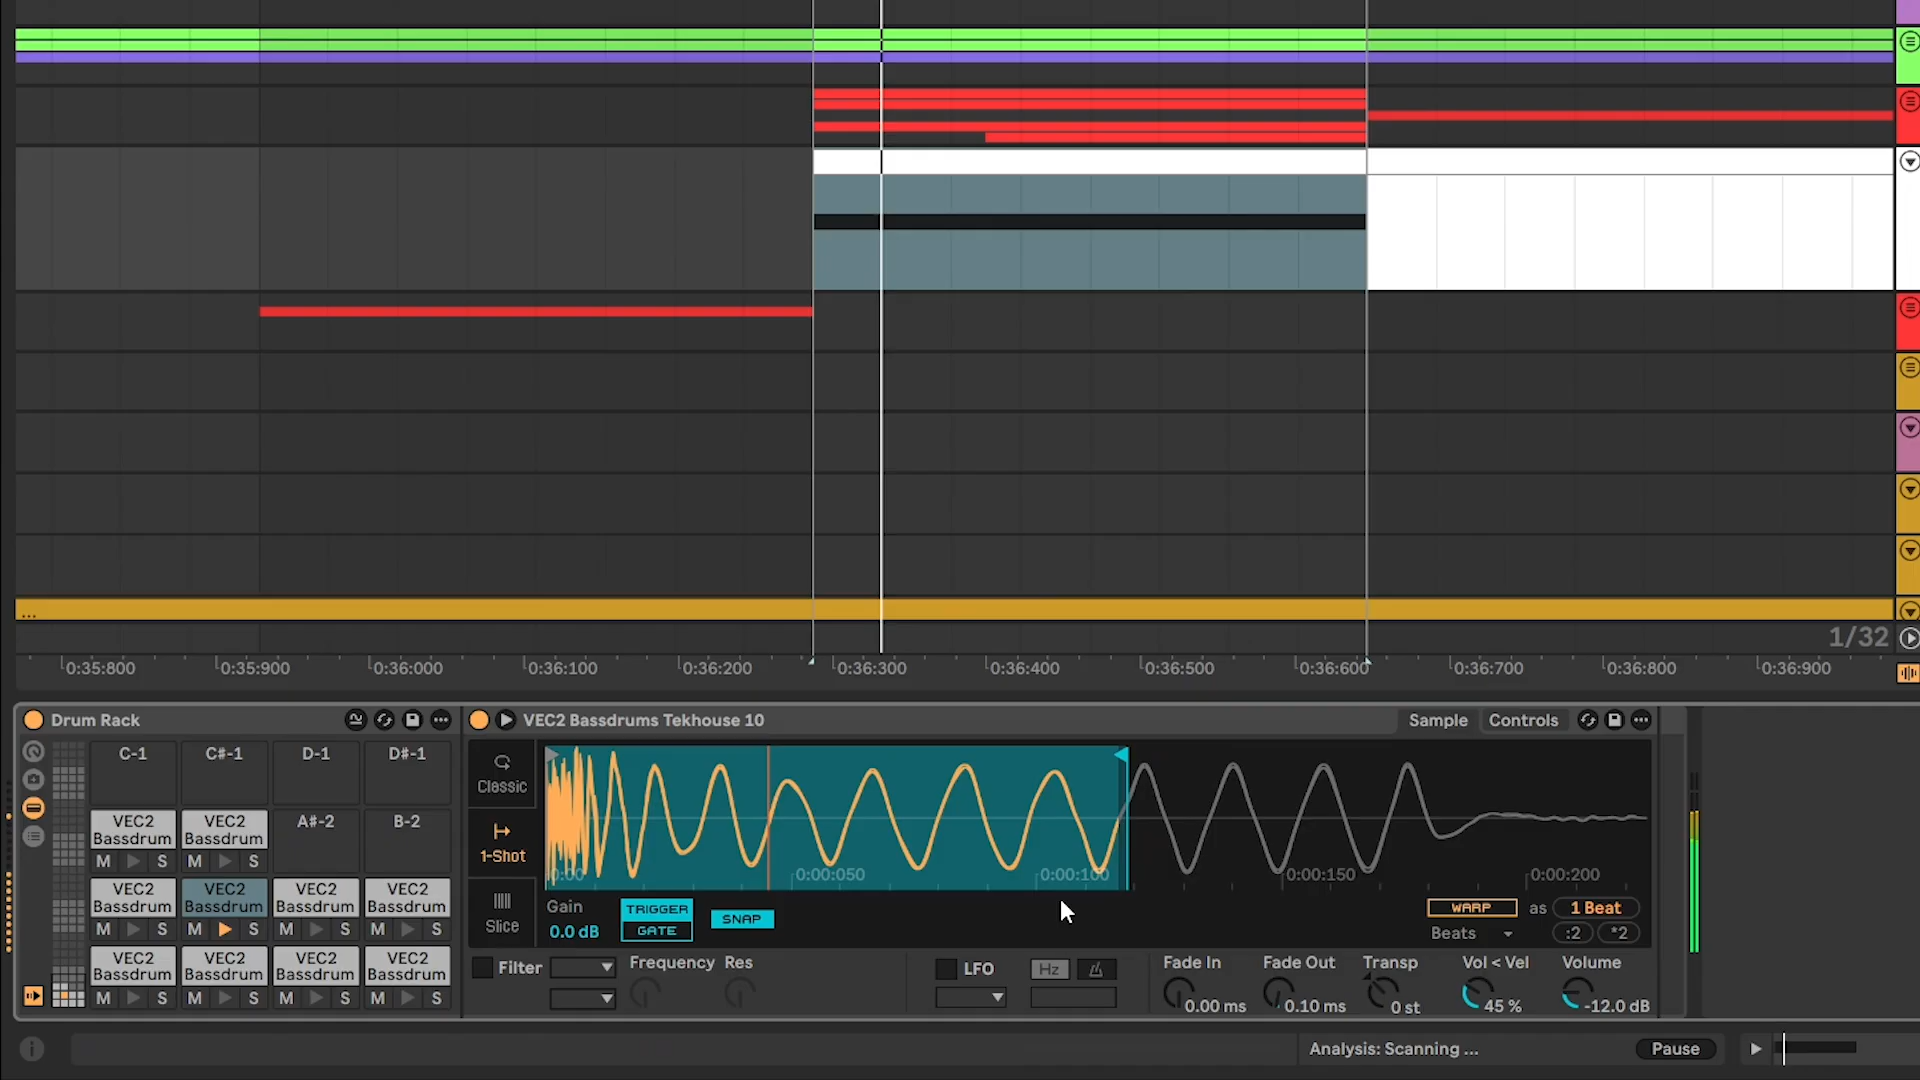 ...
1/32
0:35:800 0:35:900 0:36:000 0:36:100 0:36:200 0:36:300 0:36:400 0:36:500 0:36:600 0:36:700 0:36:800 0:36:900
Drum Rack
VEC2 Bassdrums Tekhouse 10
Sample Controls
C-1 C#-1 D-1 D#-1
VEC2 VEC2 A#-2 B-2
Bassdrum Bassdrum
M S M S
VEC2 VEC2 VEC2 VEC2
Bassdrum Bassdrum Bassdrum Bassdrum
M S M S M S M S
VEC2 VEC2 VEC2 VEC2
Bassdrum Bassdrum Bassdrum Bassdrum
M S M S M S M S
Classic
1-Shot
Slice
0:00 0:00:050 0:00:100 0:00:150 0:00:200
Gain
0.0 dB
TRIGGER
GATE
SNAP
WARP as 1 Beat
Beats :2 *2
Filter Frequency Res
LFO Hz
Fade In Fade Out Transp Vol < Vel Volume
0.00 ms 0.10 ms 0 st 45 % -12.0 dB
Analysis: Scanning ... Pause